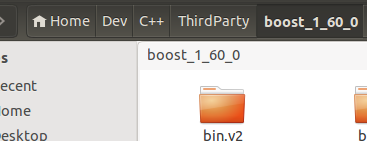 Home Dev C++ ThirdParty boost_1_60_0
s
boost_1_60_0
ecent
ome
esktop
bin.v2
b